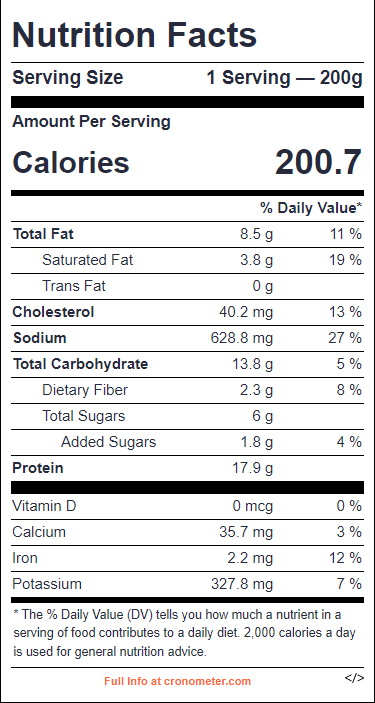 Nutrition Facts
Serving Size 1 Serving — 200g
Amount Per Serving
Calories 200.7
% Daily Value*
Total Fat 8.5 g 11 %
Saturated Fat 3.8 g 19 %
Trans Fat 0 g
Cholesterol 40.2 mg 13 %
Sodium 628.8 mg 27 %
Total Carbohydrate 13.8 g 5 %
Dietary Fiber 2.3 g 8 %
Total Sugars 6 g
Added Sugars 1.8 g 4 %
Protein 17.9 g
Vitamin D 0 mcg 0 %
Calcium 35.7 mg 3 %
Iron 2.2 mg 12 %
Potassium 327.8 mg 7 %
* The % Daily Value (DV) tells you how much a nutrient in a
serving of food contributes to a daily diet. 2,000 calories a day
is used for general nutrition advice.
Full Info at cronometer.com </>